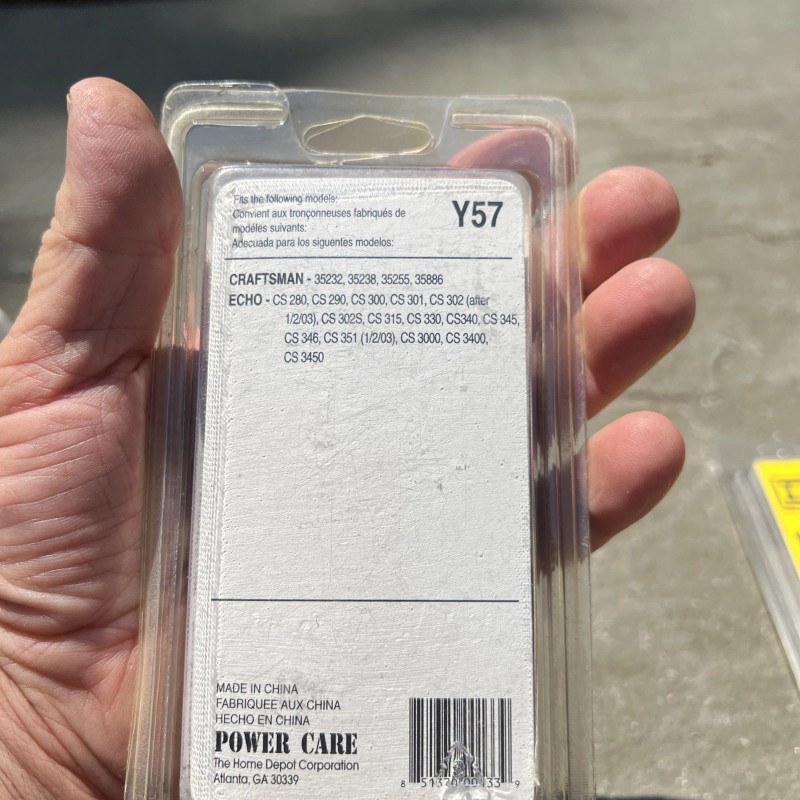 Fits the following models:
Convient aux tronçonneuses fabriqués de
modéles suivants:
Adecuada para los siguentes modelos:
Y57
CRAFTSMAN - 35232, 35238, 35255, 35886
ECHO - CS 280, CS 290, CS 300, CS 301, CS 302 (after
1/2/03), CS 302S, CS 315, CS 330, CS340, CS 345,
CS 346, CS 351 (1/2/03), CS 3000, CS 3400,
CS 3450
MADE IN CHINA
FABRIQUEE AUX CHINA
HECHO EN CHINA
POWER CARE
The Home Depot Corporation
Atlanta, GA 30339